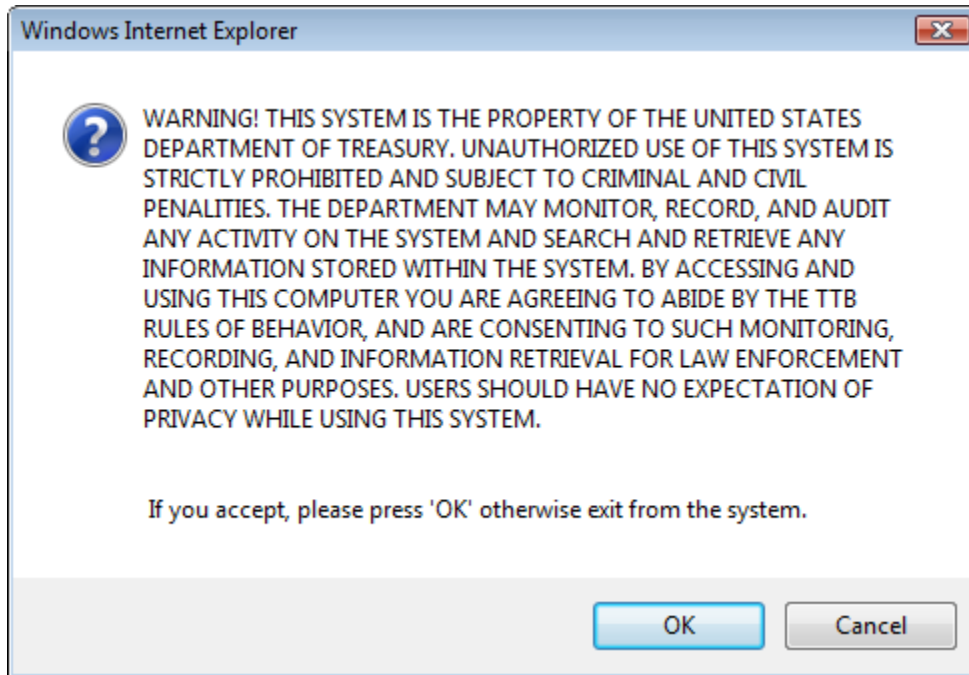 Windows Internet Explorer
WARNING! THIS SYSTEM IS THE PROPERTY OF THE UNITED STATES
DEPARTMENT OF TREASURY. UNAUTHORIZED USE OF THIS SYSTEM IS
STRICTLY PROHIBITED AND SUBJECT TO CRIMINAL AND CIVIL
PENALITIES. THE DEPARTMENT MAY MONITOR, RECORD, AND AUDIT
ANY ACTIVITY ON THE SYSTEM AND SEARCH AND RETRIEVE ANY
INFORMATION STORED WITHIN THE SYSTEM. BY ACCESSING AND
USING THIS COMPUTER YOU ARE AGREEING TO ABIDE BY THE TTB
RULES OF BEHAVIOR, AND ARE CONSENTING TO SUCH MONITORING,
RECORDING, AND INFORMATION RETRIEVAL FOR LAW ENFORCEMENT
AND OTHER PURPOSES. USERS SHOULD HAVE NO EXPECTATION OF
PRIVACY WHILE USING THIS SYSTEM.
If you accept, please press 'OK' otherwise exit from the system.
OK Cancel